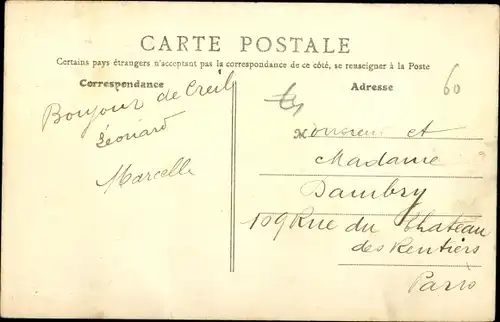 CARTE POSTALE
Certains pays étrangers n'acceptant pas la correspondance de ce côté, se renseigner à la Poste
Correspondance
Adresse
60
Bonjour de Creil
Léonard
Marcelle
Monsieur et
Madame
Dambry
109 Rue du Chateau
des Rentiers
Paris